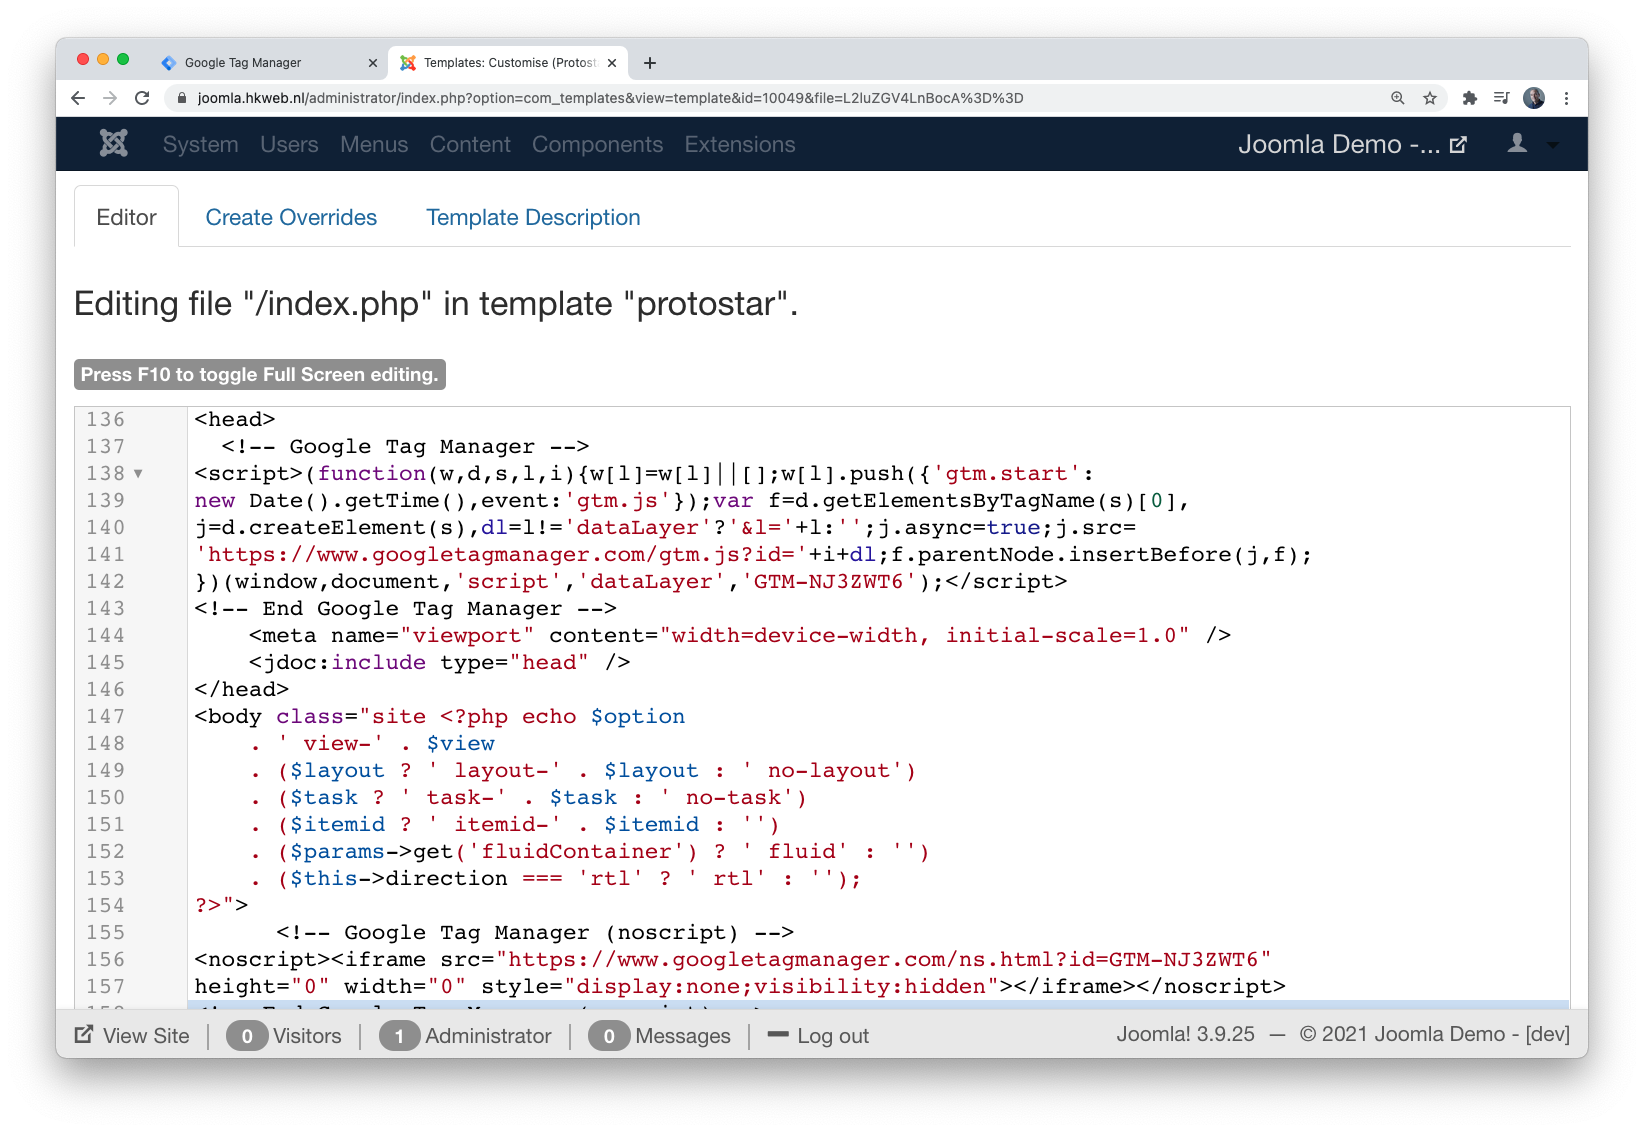 Google Tag Manager
Templates: Customise (Protosta
joomla.hkweb.nl/administrator/index.php?option=com_templates&view=template&id=10049&file=L2luZGV4LnBocA%3D%3D
System Users Menus Content Components Extensions Joomla Demo -...
Editor Create Overrides Template Description
Editing file "/index.php" in template "protostar".
Press F10 to toggle Full Screen editing.
136 <head>
137 <!-- Google Tag Manager -->
138 <script>(function(w,d,s,l,i){w[l]=w[l]||[];w[l].push({'gtm.start':
139 new Date().getTime(),event:'gtm.js'});var f=d.getElementsByTagName(s)[0],
140 j=d.createElement(s),dl=l!='dataLayer'?'&l='+l:'';j.async=true;j.src=
141 'https://www.googletagmanager.com/gtm.js?id='+i+dl;f.parentNode.insertBefore(j,f);
142 })(window,document,'script','dataLayer','GTM-NJ3ZWT6');</script>
143 <!-- End Google Tag Manager -->
144 <meta name="viewport" content="width=device-width, initial-scale=1.0" />
145 <jdoc:include type="head" />
146 </head>
147 <body class="site <?php echo $option
148 . ' view-' . $view
149 . ($layout ? ' layout-' . $layout : ' no-layout')
150 . ($task ? ' task-' . $task : ' no-task')
151 . ($itemid ? ' itemid-' . $itemid : '')
152 . ($params->get('fluidContainer') ? ' fluid' : '')
153 . ($this->direction === 'rtl' ? ' rtl' : '');
154 ?>">
155 <!-- Google Tag Manager (noscript) -->
156 <noscript><iframe src="https://www.googletagmanager.com/ns.html?id=GTM-NJ3ZWT6"
157 height="0" width="0" style="display:none;visibility:hidden"></iframe></noscript>
View Site 0 Visitors 1 Administrator 0 Messages Log out Joomla! 3.9.25 — © 2021 Joomla Demo - [dev]